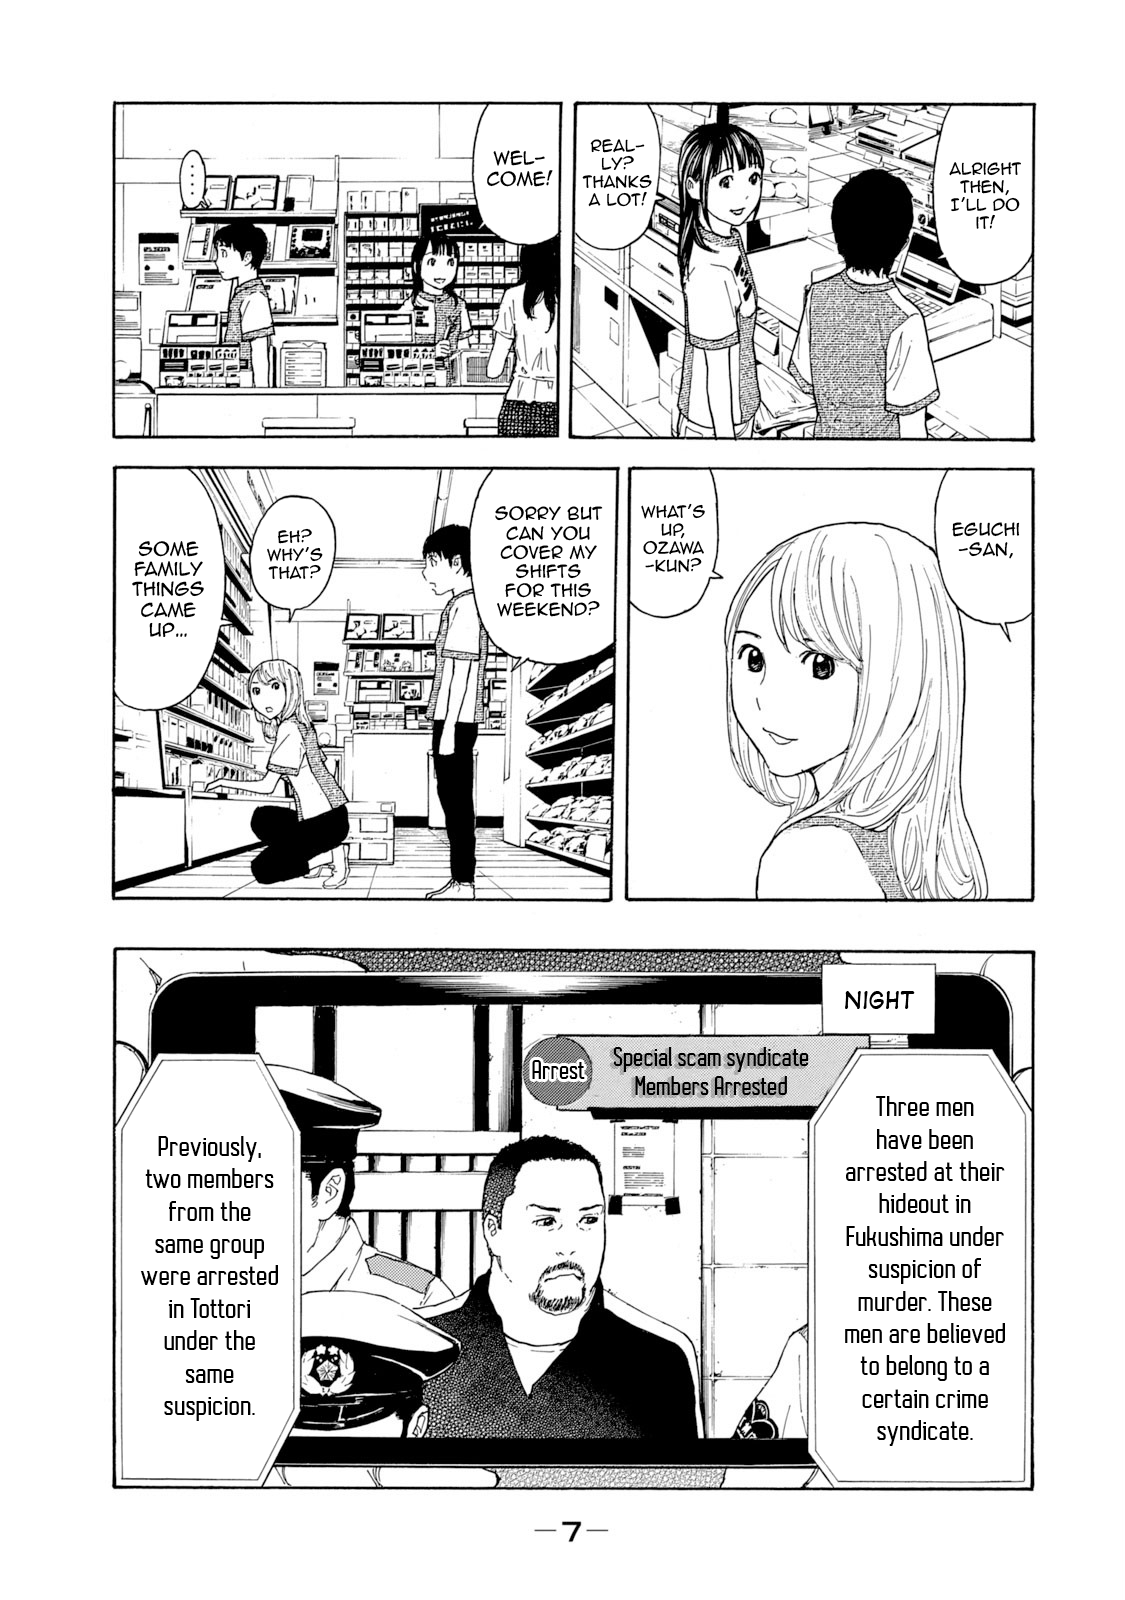 ALRIGHT
THEN,
I'LL DO
IT!
REAL-
LY?
THANKS
A LOT!
WEL-
COME!
EGUCHI
-SAN,
WHAT'S
UP,
OZAWA
-KUN?
SORRY BUT
CAN YOU
COVER MY
SHIFTS
FOR THIS
WEEKEND?
EH?
WHY'S
THAT?
SOME
FAMILY
THINGS
CAME
UP...
NIGHT
Arrest
Special scam syndicate
Members Arrested
Three men
have been
arrested at their
hideout in
Fukushima under
suspicion of
murder. These
men are believed
to belong to a
certain crime
syndicate.
Previously,
two members
from the
same group
were arrested
in Tottori
under the
same
suspicion.
—7—